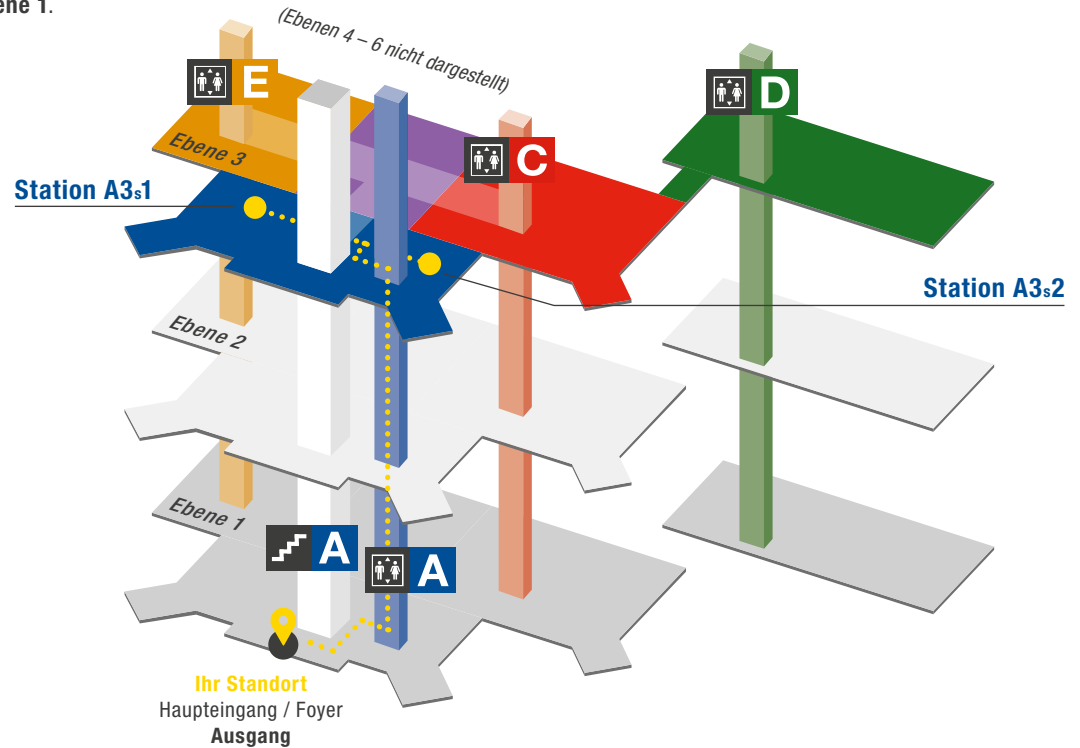 ene 1.
(Ebenen 4 – 6 nicht dargestellt)
E
D
C
Ebene 3
Station A3s1
Station A3s2
Ebene 2
Ebene 1
A
A
Ihr Standort
Haupteingang / Foyer
Ausgang